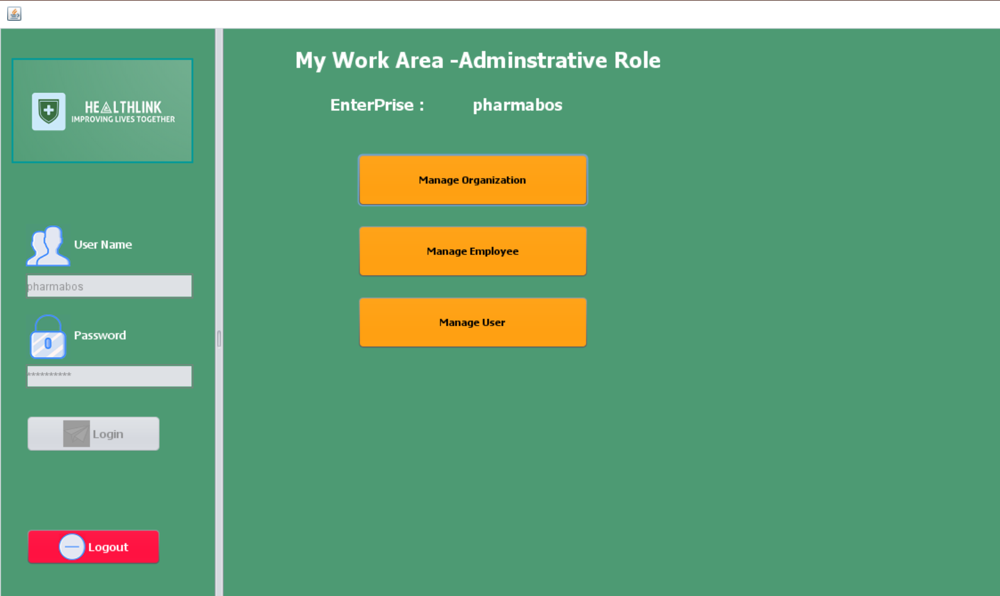 HEALTHLINK
IMPROVING LIVES TOGETHER
User Name
pharmabos
Password
**********
Login
Logout
My Work Area -Adminstrative Role
EnterPrise : pharmabos
Manage Organization
Manage Employee
Manage User